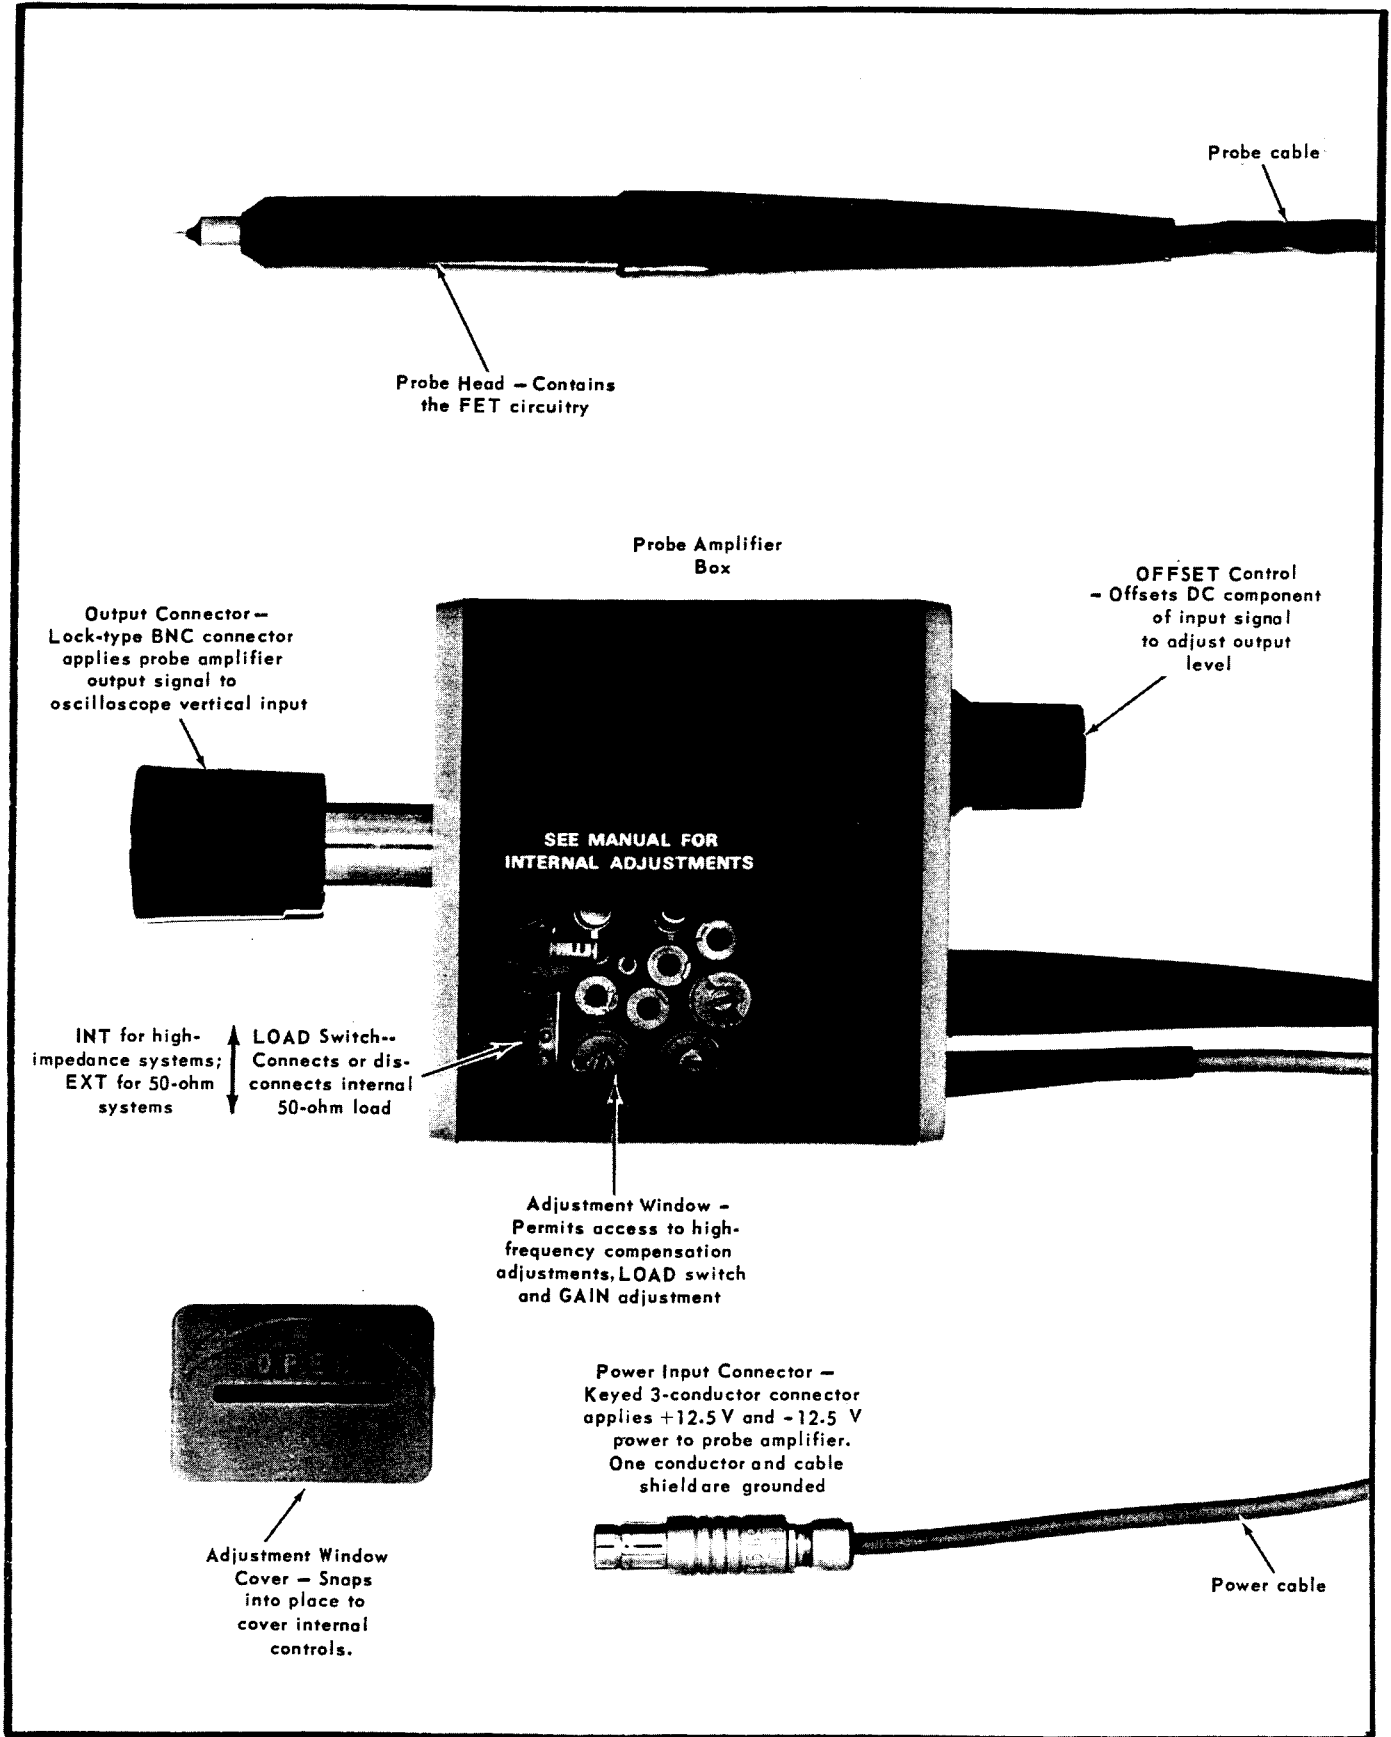 Probe cable
Probe Head – Contains
the FET circuitry
Probe Amplifier
Box
OFFSET Control
– Offsets DC component
of input signal
to adjust output
level
Output Connector –
Lock-type BNC connector
applies probe amplifier
output signal to
oscilloscope vertical input
SEE MANUAL FOR
INTERNAL ADJUSTMENTS
INT for high-
impedance systems;
EXT for 50-ohm
systems
LOAD Switch--
Connects or dis-
connects internal
50-ohm load
Adjustment Window –
Permits access to high-
frequency compensation
adjustments, LOAD switch
and GAIN adjustment
OPEN
Power Input Connector –
Keyed 3-conductor connector
applies +12.5 V and -12.5 V
power to probe amplifier.
One conductor and cable
shield are grounded
Adjustment Window
Cover – Snaps
into place to
cover internal
controls.
Power cable